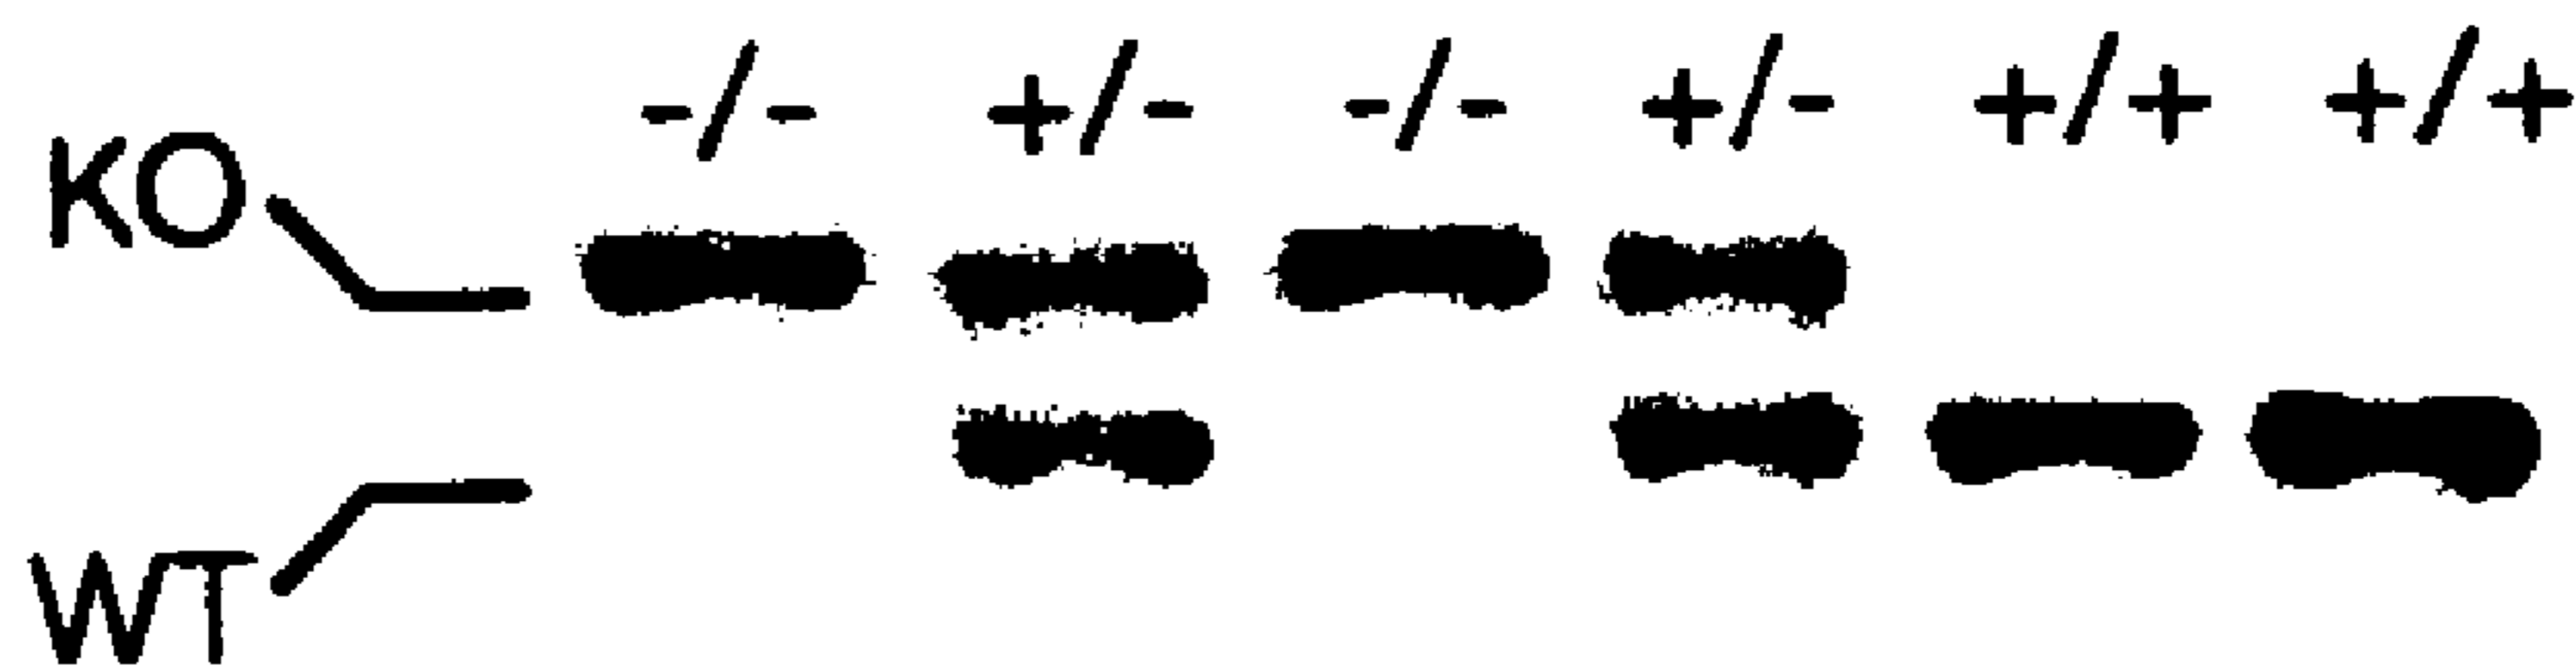 -/- +/- -/- +/- +/+ +/+
KO
WT